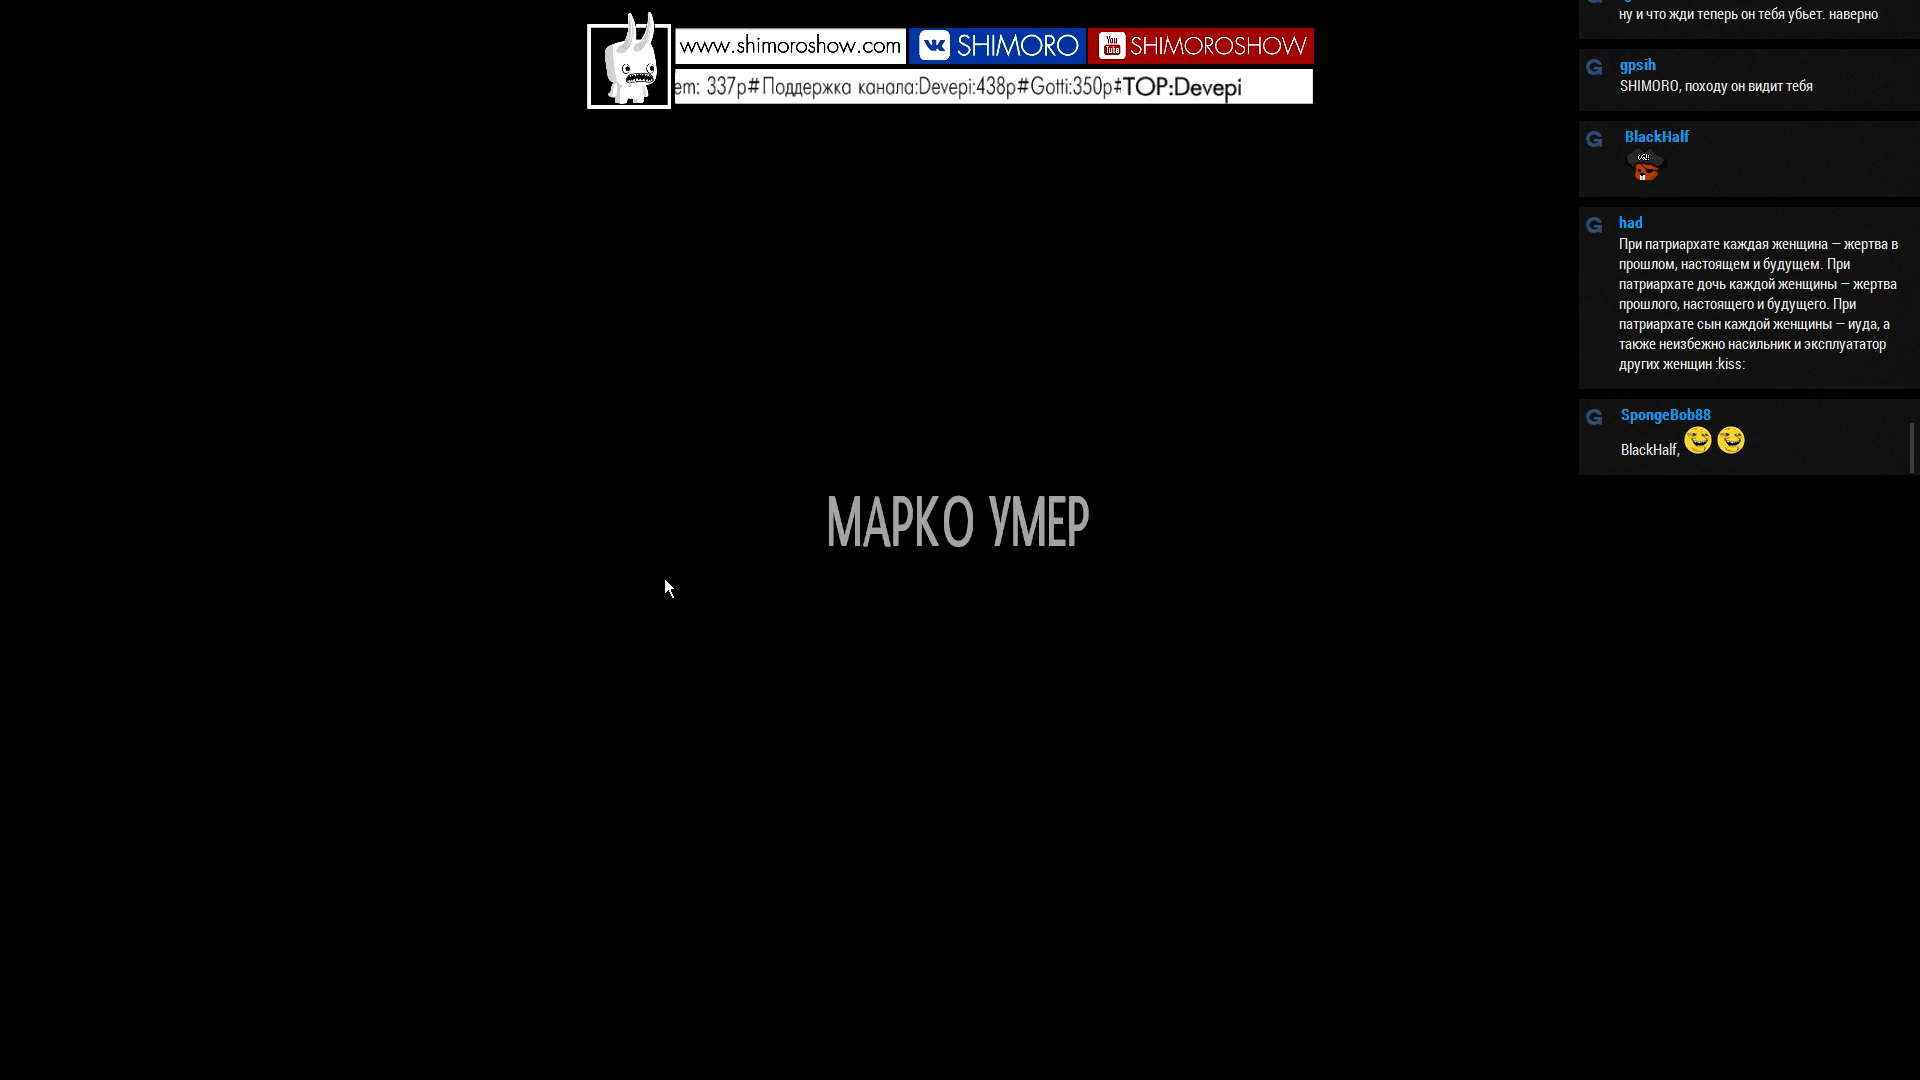 www.shimoroshow.com
SHIMORO
You Tube SHIMOROSHOW
em: 337р#Поддержка канала:Devepi:438р#Gotti:350р#
TOP:Devepi
ну и что жди теперь он тебя убьет. наверно
gpsih
SHIMORO, походу он видит тебя
BlackHalf
had
При патриархате каждая женщина — жертва в
прошлом, настоящем и будущем. При
патриархате дочь каждой женщины — жертва
прошлого, настоящего и будущего. При
патриархате сын каждой женщины — иуда, а
также неизбежно насильник и эксплуататор
других женщин :kiss:
SpongeBob88
BlackHalf,
МАРКО УМЕР